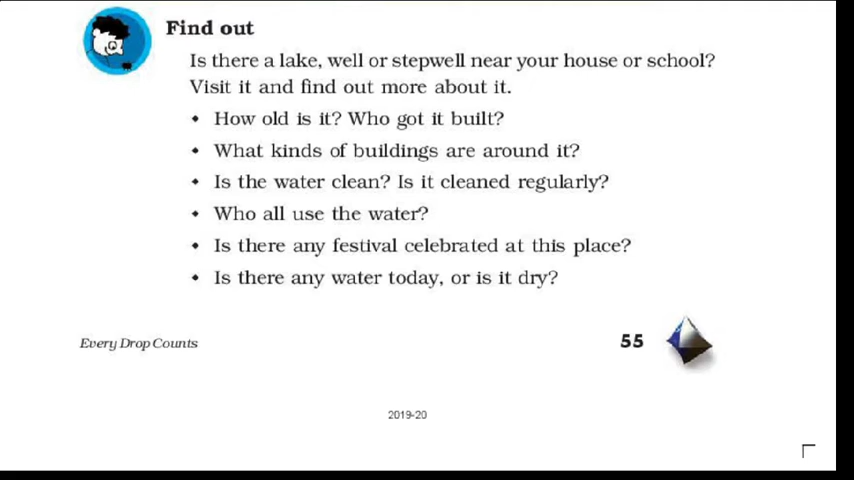 Find out
Is there a lake, well or stepwell near your house or school?
Visit it and find out more about it.
• How old is it? Who got it built?
• What kinds of buildings are around it?
• Is the water clean? Is it cleaned regularly?
• Who all use the water?
• Is there any festival celebrated at this place?
• Is there any water today, or is it dry?
Every Drop Counts
55
2019-20